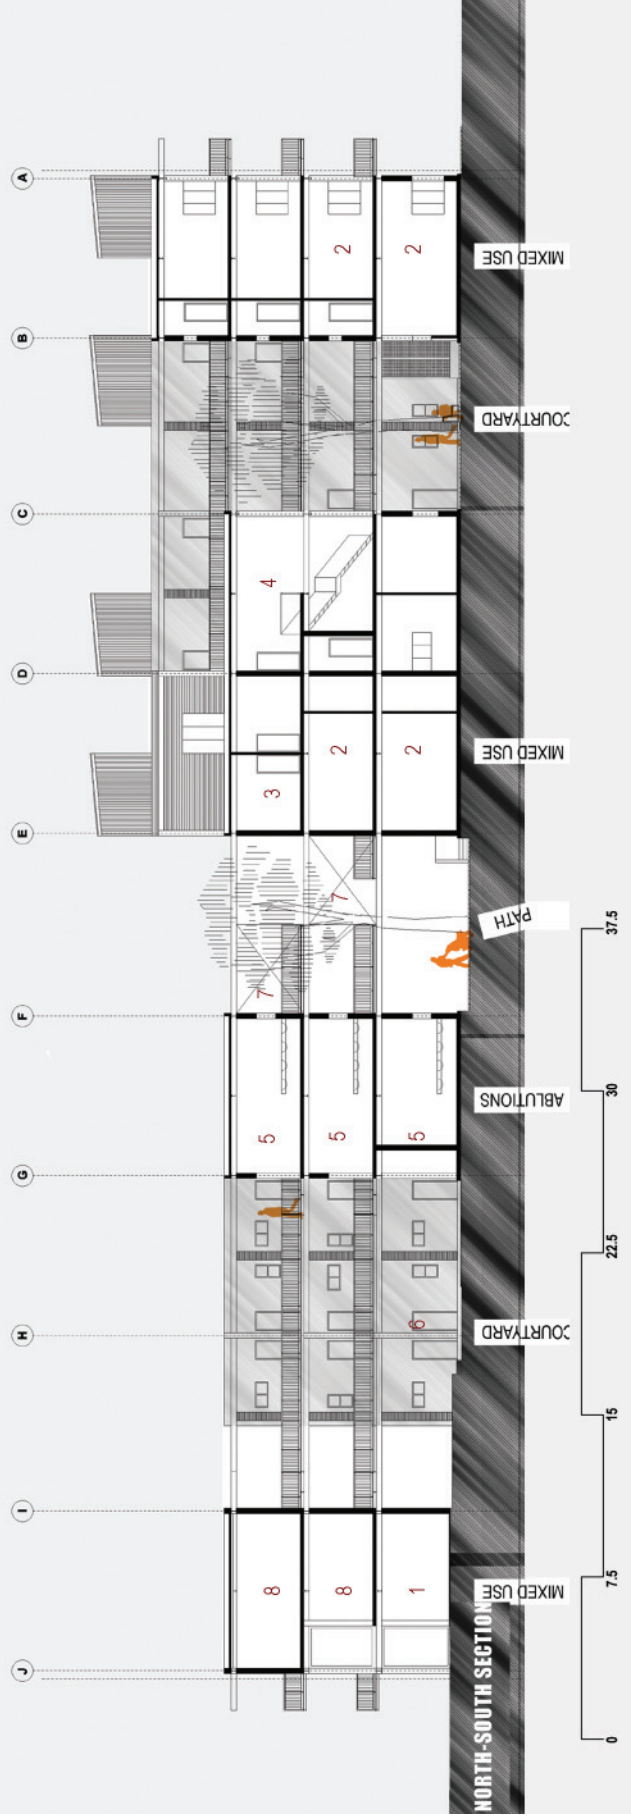 J I H G F E D C B A
8 5 7 3 4
8 5 7 2 2
1 6 5 2 2
MIXED USE
COURTYARD
ABLUTIONS
PATH
MIXED USE
COURTYARD
MIXED USE
NORTH-SOUTH SECTION
0 7.5 15 22.5 30 37.5